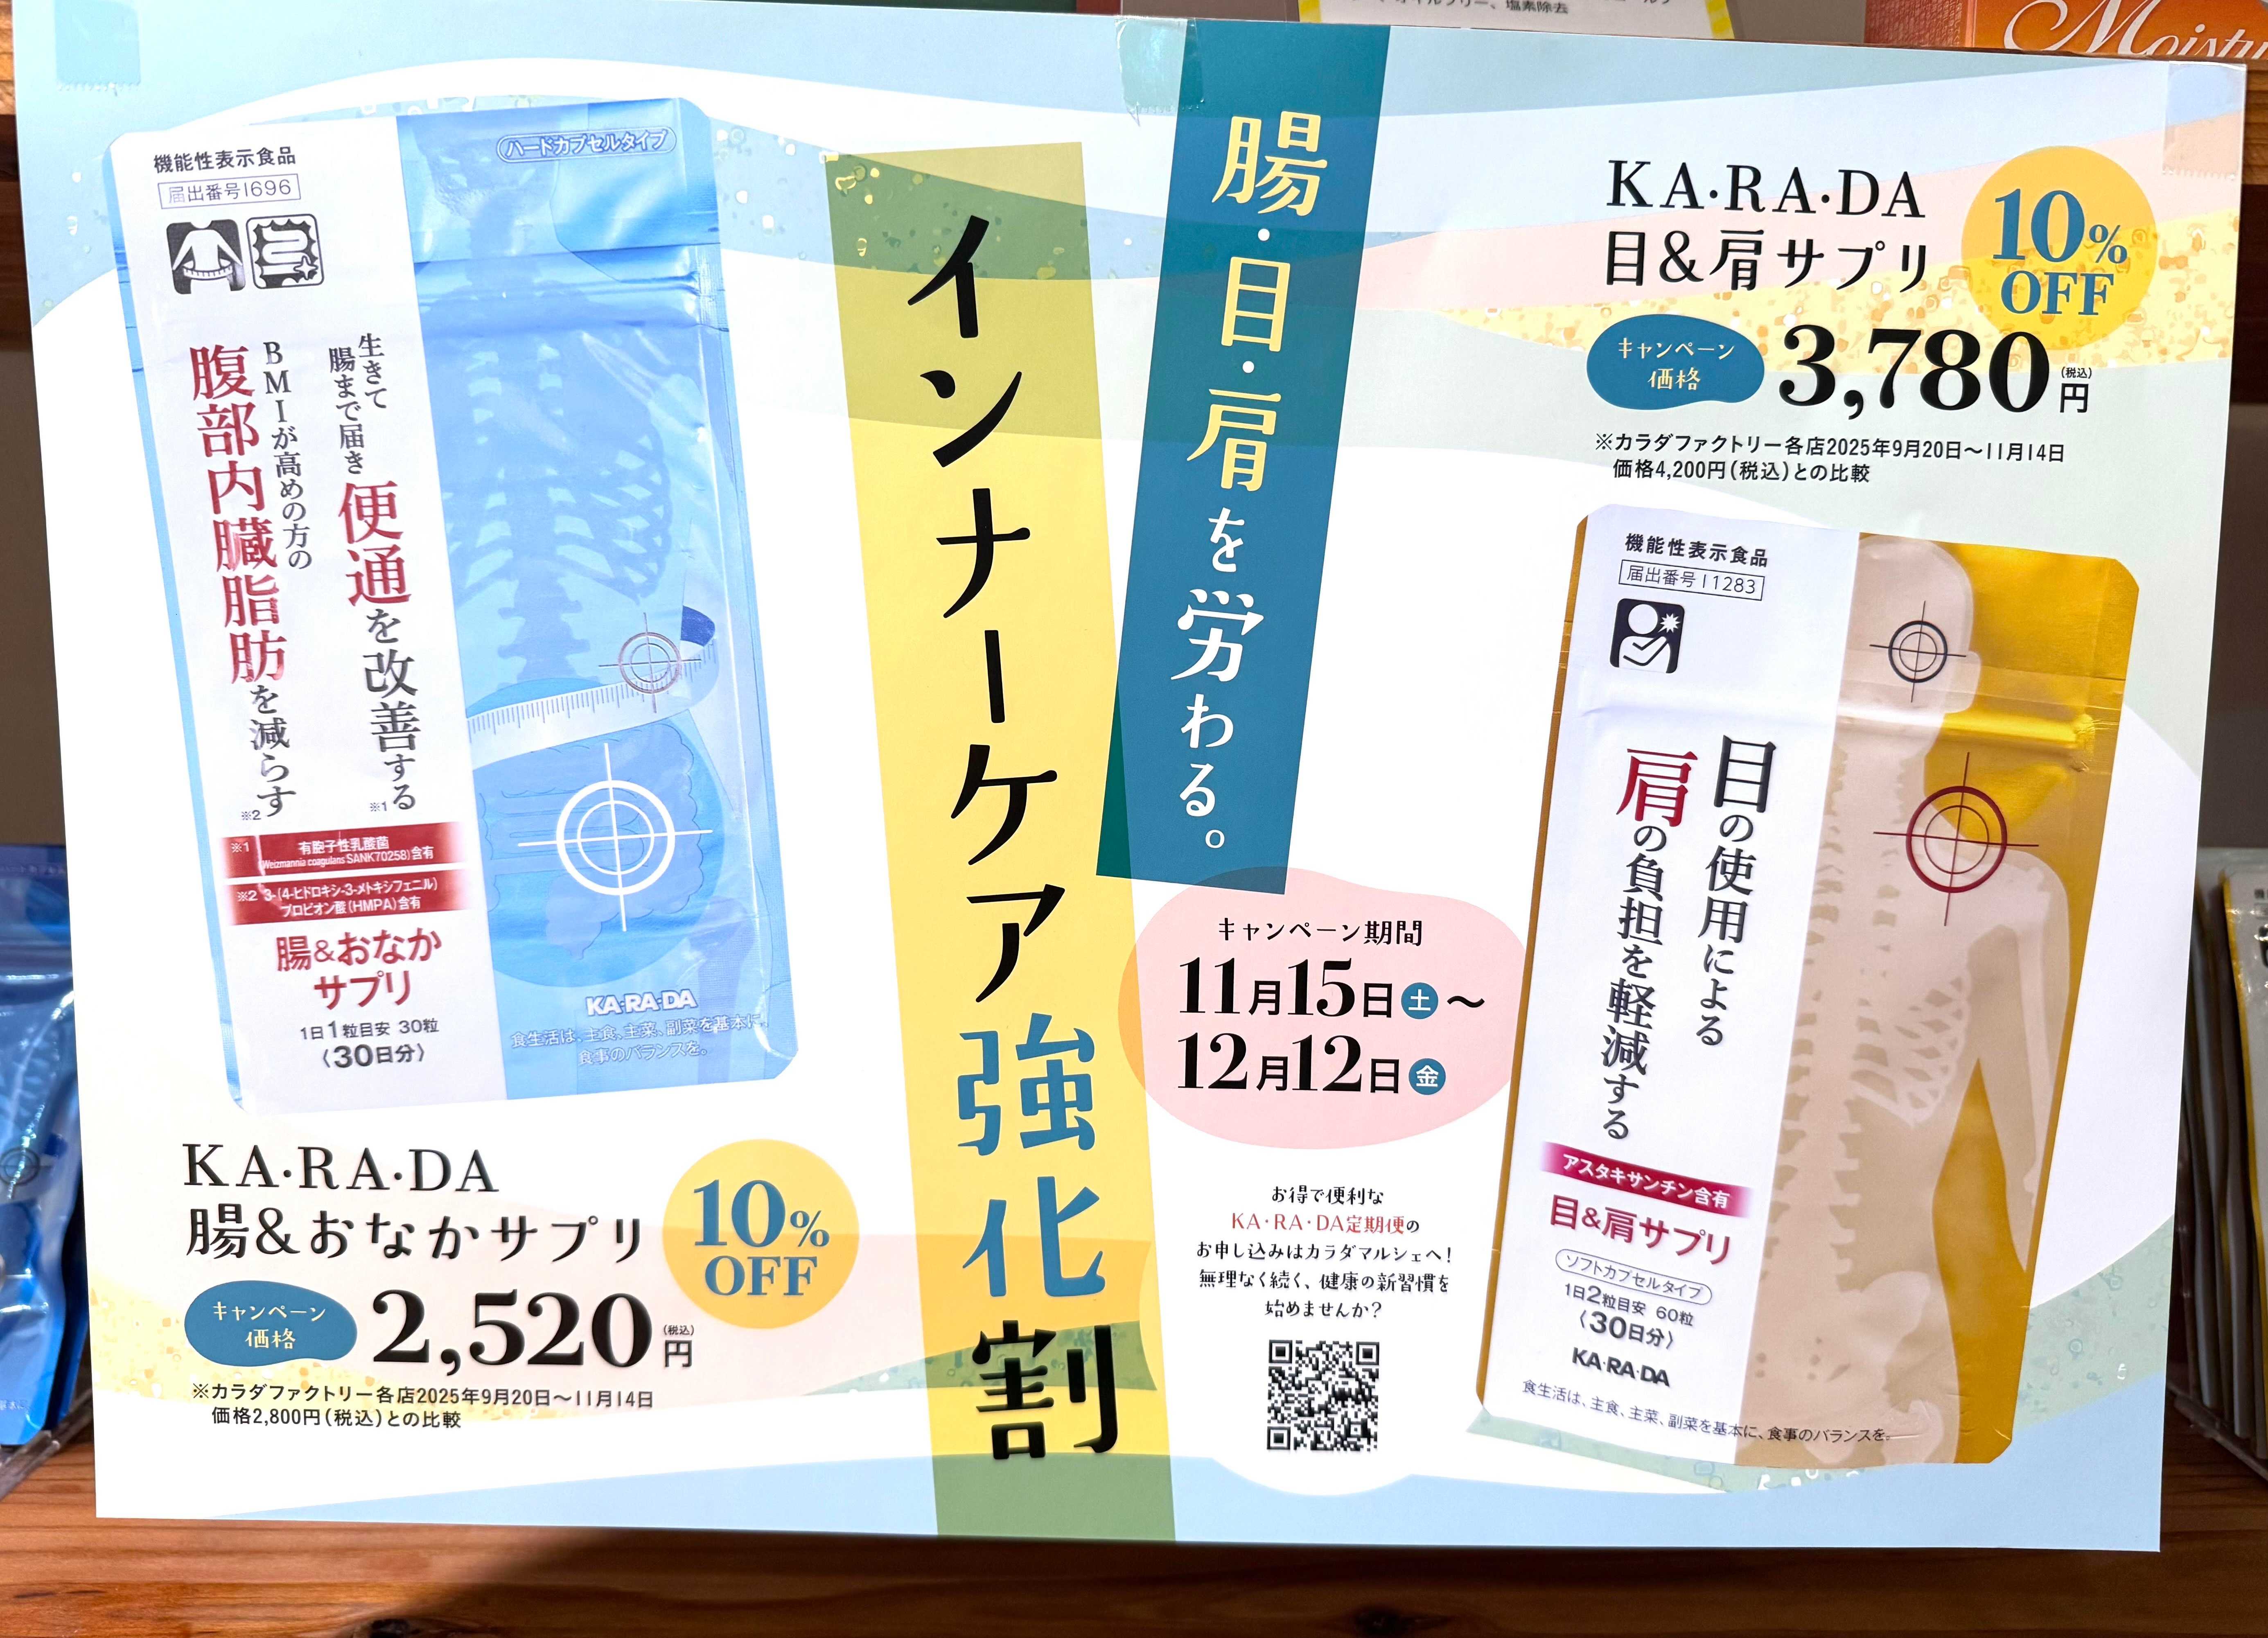 オイルフリー、塩素除去
Moistu
機能性表示食品
届出番号I696
ハードカプセルタイプ
生きて
腸まで届き
便通を改善する
※1
BMIが高めの方の
腹部内臓脂肪を減らす
※2
※1 有胞子性乳酸菌
(Weizmannia coagulans SANK70258)含有
※2 3-(4-ヒドロキシ-3-メトキシフェニル)
プロピオン酸(HMPA)含有
腸&おなか
サプリ
1日1粒目安 30粒
〈30日分〉
KA・RA・DA
食生活は、主食、主菜、副菜を基本に、
食事のバランスを。
KA・RA・DA
腸&おなかサプリ
10%
OFF
キャンペーン
価格
2,520円
(税込)
※カラダファクトリー各店2025年9月20日〜11月14日
価格2,800円(税込)との比較
腸・目・肩を労わる。
インナーケア強化割
キャンペーン期間
11月15日土〜
12月12日金
お得で便利な
KA・RA・DA定期便の
お申し込みはカラダマルシェへ!
無理なく続く、健康の新習慣を
始めませんか?
KA・RA・DA
目&肩サプリ
10%
OFF
キャンペーン
価格
3,780円
(税込)
※カラダファクトリー各店2025年9月20日〜11月14日
価格4,200円(税込)との比較
機能性表示食品
届出番号I1283
目の使用による
肩の負担を軽減する
アスタキサンチン含有
目&肩サプリ
ソフトカプセルタイプ
1日2粒目安 60粒
〈30日分〉
KA・RA・DA
食生活は、主食、主菜、副菜を基本に、食事のバランスを。